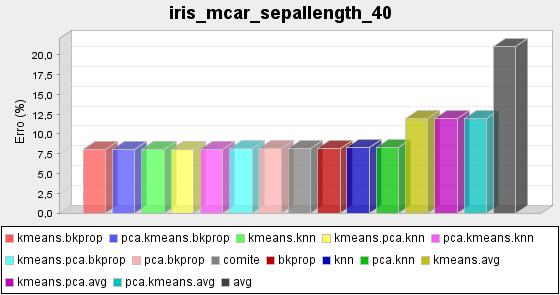 iris_mcar_sepallength_40
Erro (%)
20,0
17,5
15,0
12,5
10,0
7,5
5,0
2,5
0,0
kmeans.bkprop pca.kmeans.bkprop kmeans.knn kmeans.pca.knn pca.kmeans.knn
kmeans.pca.bkprop pca.bkprop comite bkprop knn pca.knn kmeans.avg
kmeans.pca.avg pca.kmeans.avg avg